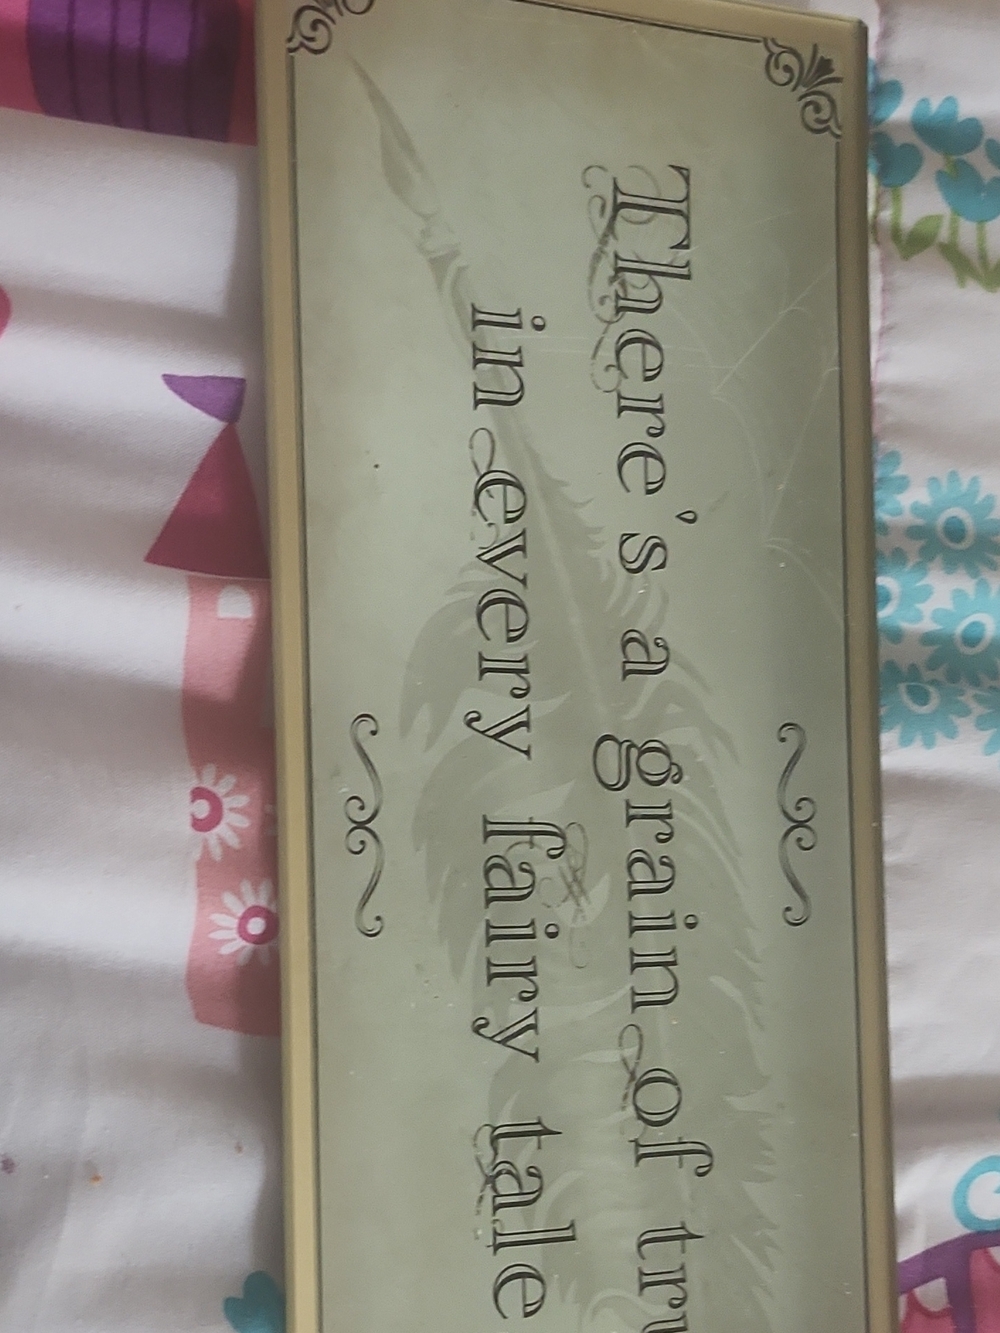 There's a grain of tru
in every fairy tale